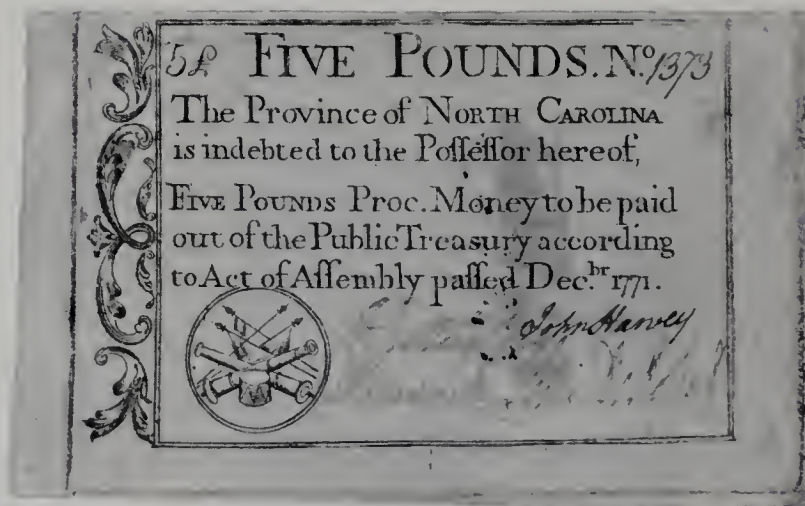 5£ FIVE POUNDS. No. 1373
The Province of NORTH CAROLINA
is indebted to the Poſſeſſor hereof,
FIVE POUNDS Proc. Money to be paid
out of the Public Treasury according
to Act of Aſſembly paſſed Decbr. 1771.
John Harvey